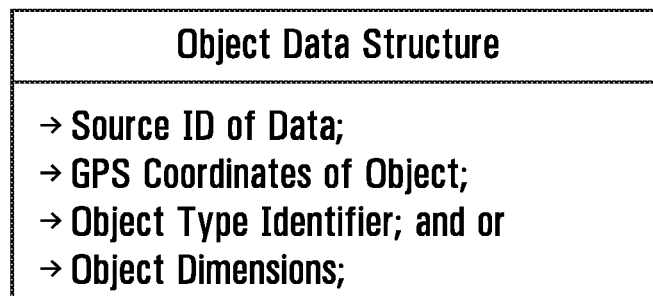 Object Data Structure
→ Source ID of Data;
→ GPS Coordinates of Object;
→ Object Type Identifier; and or
→ Object Dimensions;